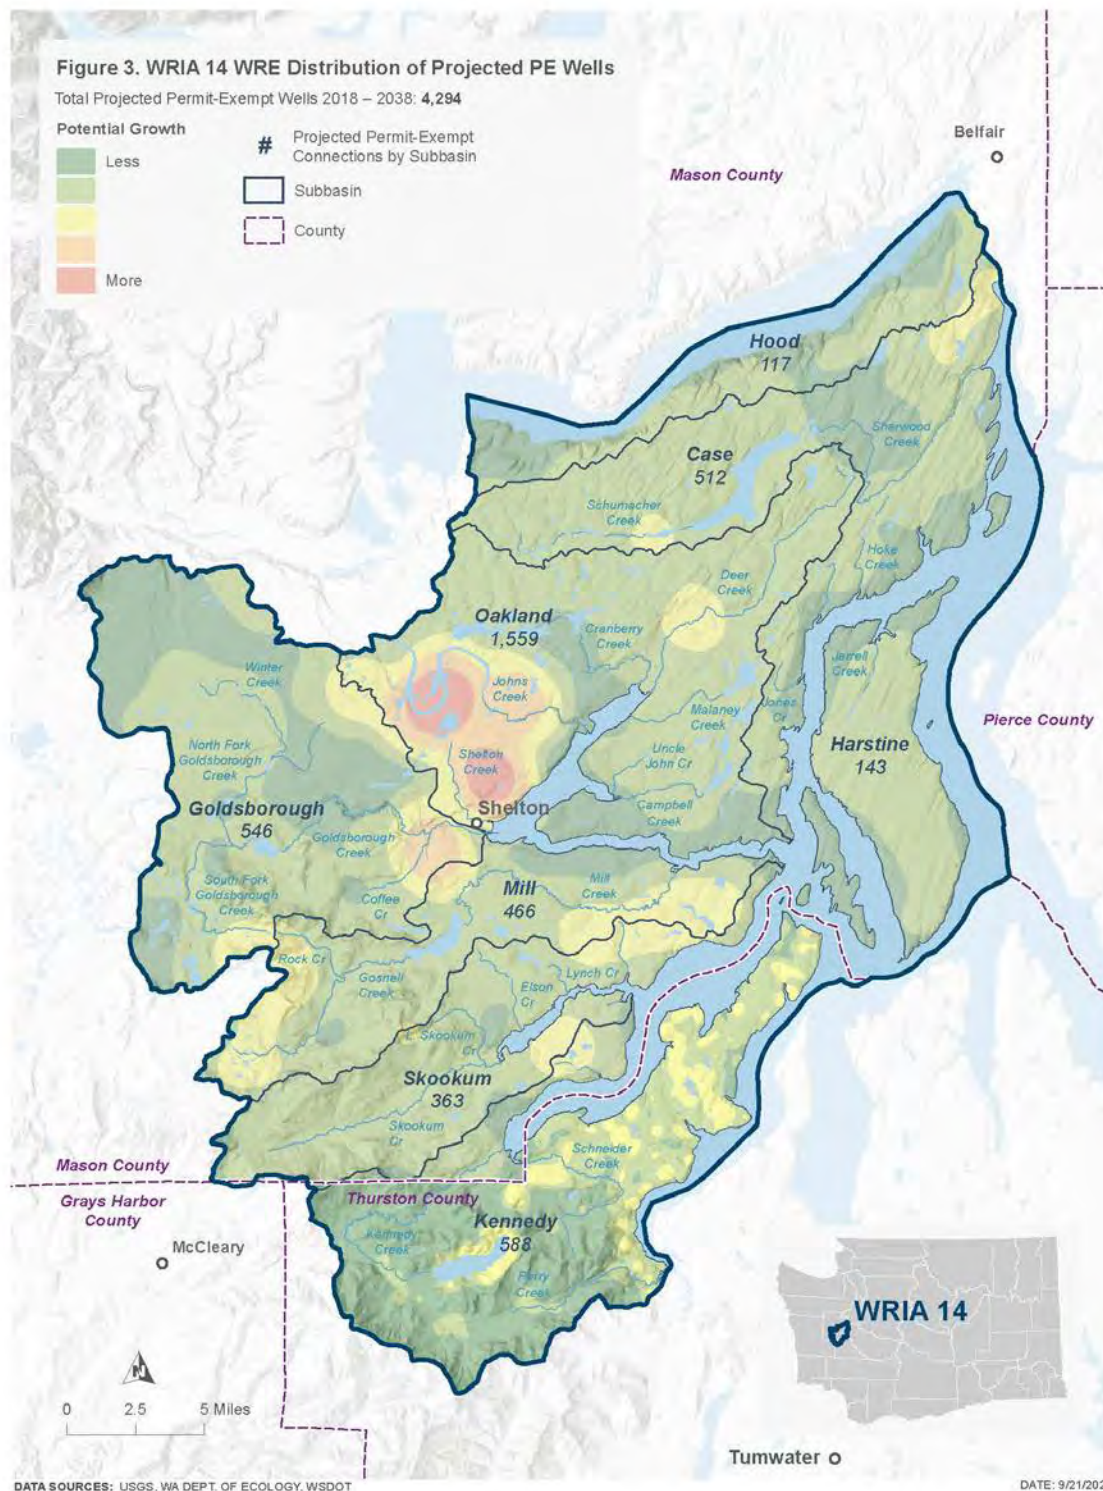 Figure 3. WRIA 14 WRE Distribution of Projected PE Wells
Total Projected Permit-Exempt Wells 2018 – 2038: 4,294
Potential Growth
Less
More
#
Projected Permit-Exempt
Connections by Subbasin
Subbasin
County
Belfair
Mason County
Hood
117
Case
512
Sherwood
Creek
Schumacher
Creek
Hoke
Creek
Deer
Creek
Oakland
1,559
Cranberry
Creek
Winter
Creek
Johns
Creek
Jarrell
Creek
Malaney
Creek
Jones
Cr
Pierce County
Harstine
143
North Fork
Goldsborough
Creek
Shelton
Creek
Uncle
John Cr
Goldsborough
546
Shelton
Campbell
Creek
Goldsborough
Creek
South Fork
Goldsborough
Creek
Coffee
Cr
Mill
466
Mill
Creek
Rock Cr
Gosnell
Creek
Elson
Cr
Lynch Cr
L. Skookum
Cr
Skookum
363
Skookum
Cr
Schneider
Creek
Mason County
Grays Harbor
County
Thurston County
Kennedy
588
Kennedy
Creek
McCleary
Perry
Creek
WRIA 14
N
0 2.5 5 Miles
Tumwater
DATA SOURCES: USGS, WA DEPT. OF ECOLOGY, WSDOT
DATE: 9/21/202